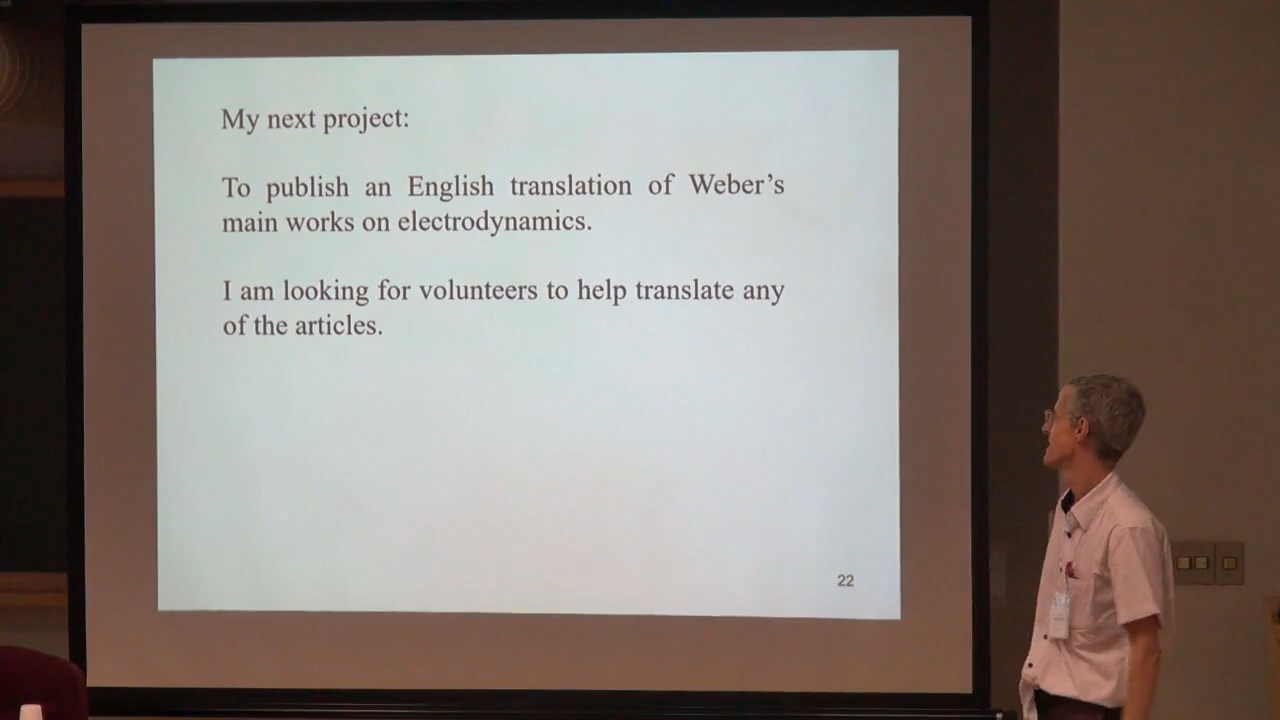 My next project:
To publish an English translation of Weber’s
main works on electrodynamics.
I am looking for volunteers to help translate any
of the articles.
22